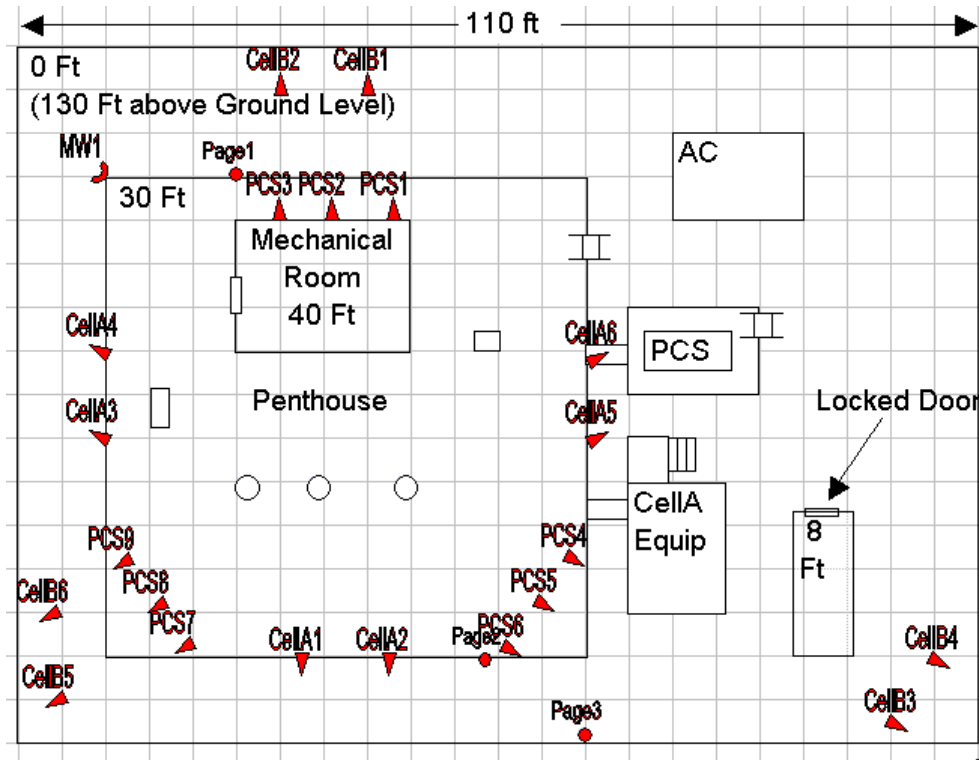 110 ft
0 Ft
(130 Ft above Ground Level)
CellB2
CellB1
MW1
Page1
AC
30 Ft
PCS3
PCS2
PCS1
Mechanical
Room
40 Ft
CellA4
CellA6
PCS
CellA3
Penthouse
CellA5
Locked Door
CellA
Equip
8
Ft
PCS9
PCS4
PCS8
PCS5
CellB6
PCS7
CellA1
CellA2
Page2
PCS6
CellB4
CellB5
CellB3
Page3